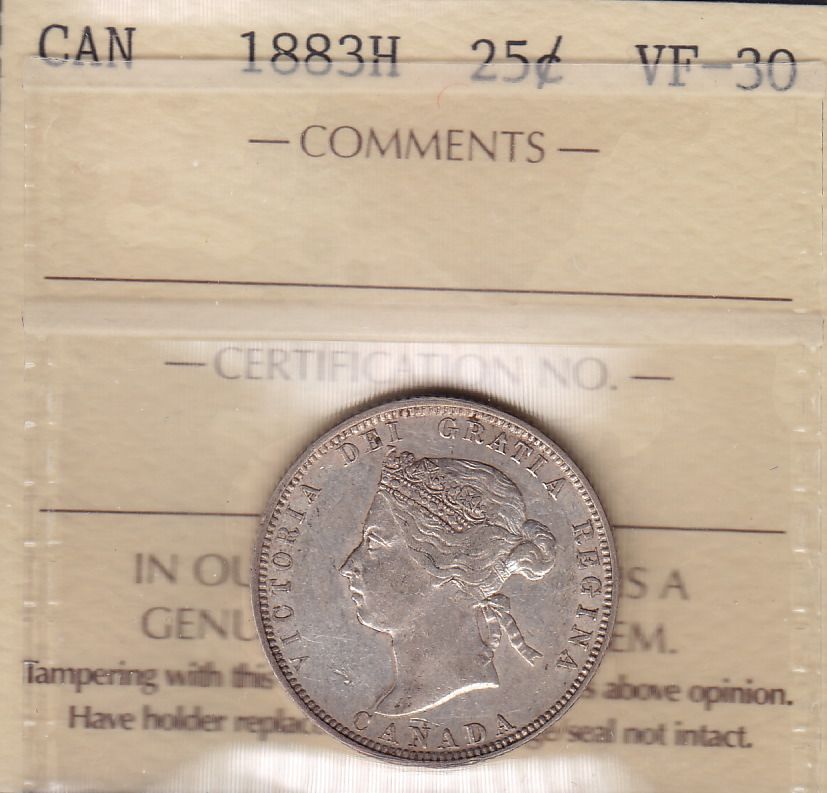 CAN 1883H 25¢ VF-30
— COMMENTS —
— CERTIFICATION NO. —
VICTORIA DEI GRATIA REGINA
CANADA
IN OU S A
GENU EM.
Tampering with this s above opinion.
Have holder replac ge seal not intact.